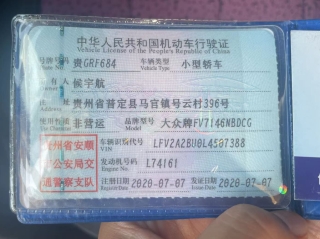 中华人民共和国机动车行驶证
Vehicle License of the People's Republic of China
号牌号码 贵GRF684 车辆类型 小型轿车
Plate No. Vehicle Type
有人 侯宇航
贵州省普定县马官镇号云村396号
使用性质 非营运 品牌型号 大众牌FV7146NBDCG
Use Character Model
贵州省安顺
市公安局交
通警察支队
车辆识别代号 LFV2A2BU0L4507388
VIN
发动机号码 L74161
Engine No.
注册日期 2020-07-07 发证日期 2020-07-07
Register Date Issue Date